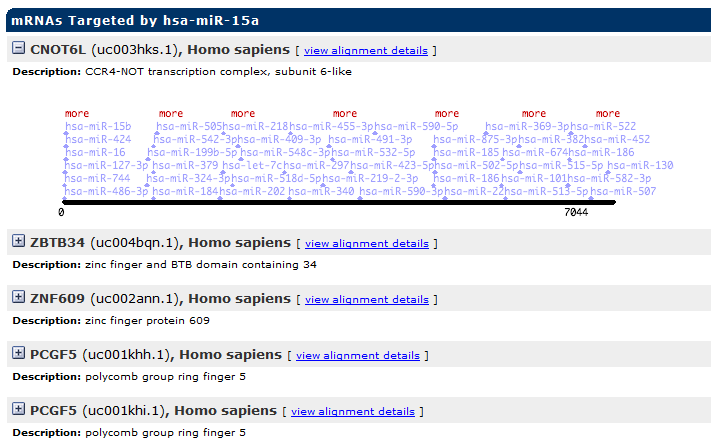 mRNAs Targeted by hsa-miR-15a
CNOT6L (uc003hks.1), Homo sapiens [ view alignment details ]
Description: CCR4-NOT transcription complex, subunit 6-like
more more more more more more more
hsa-miR-15b hsa-miR-505 hsa-miR-218 hsa-miR-455-3p hsa-miR-590-5p hsa-miR-369-3p hsa-miR-522
hsa-miR-424 hsa-miR-542-3p hsa-miR-409-3p hsa-miR-491-3p hsa-miR-875-3p hsa-miR-382 hsa-miR-452
hsa-miR-16 hsa-miR-199b-5p hsa-miR-548c-3p hsa-miR-532-5p hsa-miR-185 hsa-miR-674 hsa-miR-186
hsa-miR-127-3p hsa-miR-379 hsa-let-7c hsa-miR-297 hsa-miR-423-5p hsa-miR-502-5p hsa-miR-515-5p hsa-miR-130
hsa-miR-744 hsa-miR-324-3p hsa-miR-518d-5p hsa-miR-219-2-3p hsa-miR-186 hsa-miR-101 hsa-miR-582-3p
hsa-miR-486-3p hsa-miR-184 hsa-miR-202 hsa-miR-340 hsa-miR-590-3p hsa-miR-22 hsa-miR-513-5p hsa-miR-507
0 7044
ZBTB34 (uc004bqn.1), Homo sapiens [ view alignment details ]
Description: zinc finger and BTB domain containing 34
ZNF609 (uc002ann.1), Homo sapiens [ view alignment details ]
Description: zinc finger protein 609
PCGF5 (uc001khh.1), Homo sapiens [ view alignment details ]
Description: polycomb group ring finger 5
PCGF5 (uc001khi.1), Homo sapiens [ view alignment details ]
Description: polycomb group ring finger 5